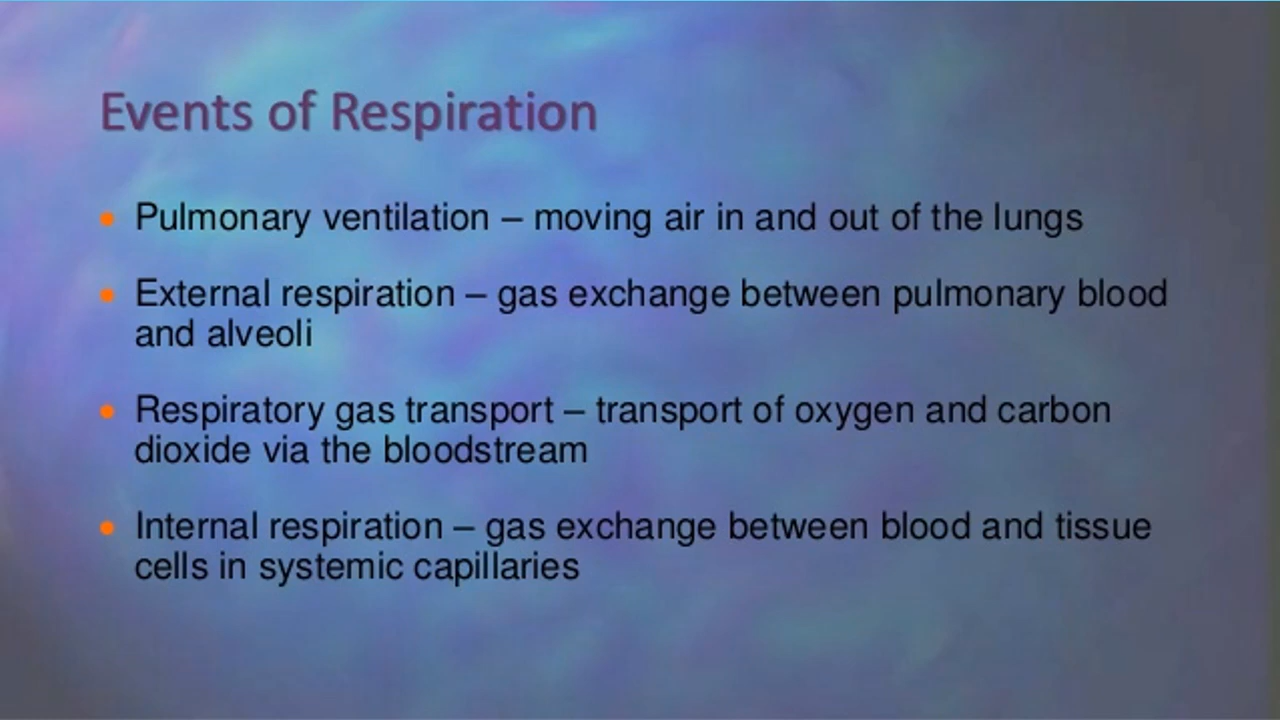 Events of Respiration
• Pulmonary ventilation – moving air in and out of the lungs
• External respiration – gas exchange between pulmonary blood
and alveoli
• Respiratory gas transport – transport of oxygen and carbon
dioxide via the bloodstream
• Internal respiration – gas exchange between blood and tissue
cells in systemic capillaries